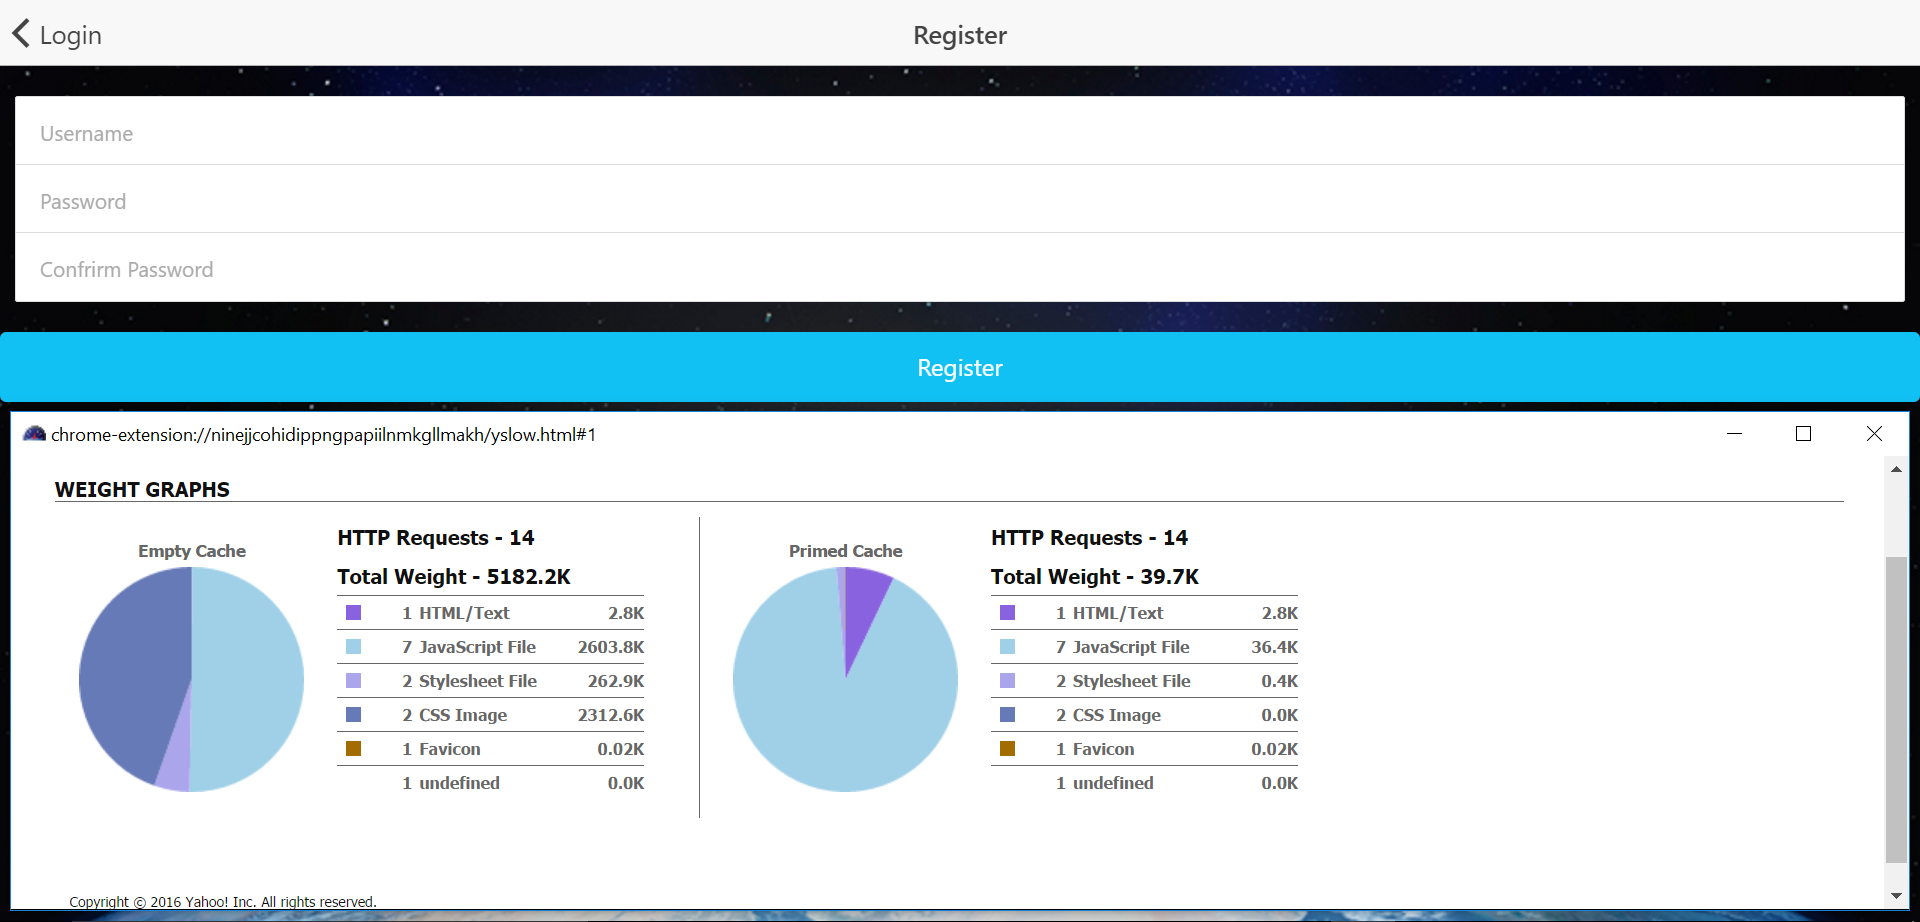 Login
Register
Username
Password
Confrirm Password
Register
chrome-extension://ninejjcohidippngpapiilnmkgllmakh/yslow.html#1
WEIGHT GRAPHS
Empty Cache
HTTP Requests - 14
Total Weight - 5182.2K
1 HTML/Text 2.8K
7 JavaScript File 2603.8K
2 Stylesheet File 262.9K
2 CSS Image 2312.6K
1 Favicon 0.02K
1 undefined 0.0K
Primed Cache
HTTP Requests - 14
Total Weight - 39.7K
1 HTML/Text 2.8K
7 JavaScript File 36.4K
2 Stylesheet File 0.4K
2 CSS Image 0.0K
1 Favicon 0.02K
1 undefined 0.0K
Copyright © 2016 Yahoo! Inc. All rights reserved.